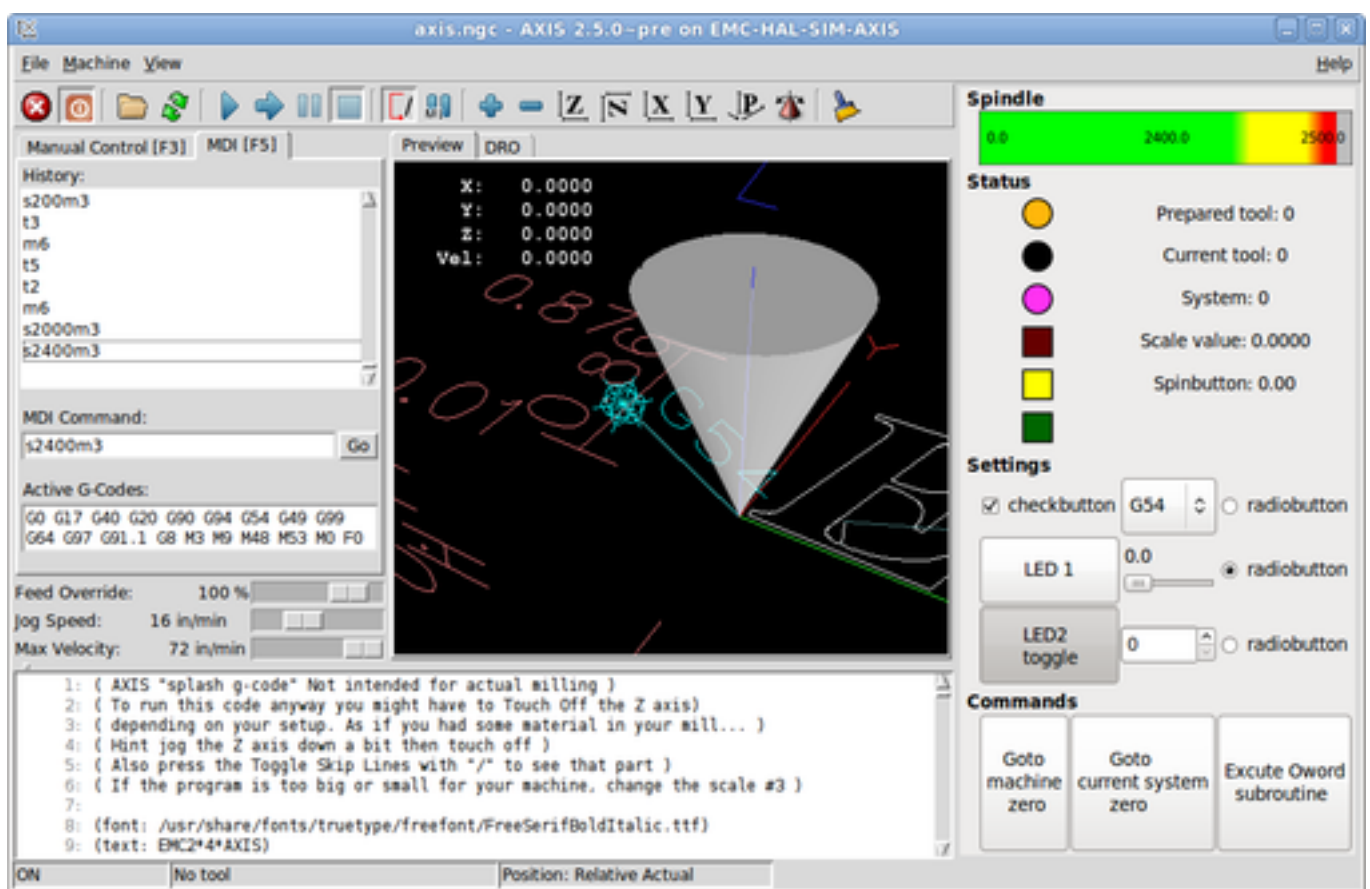 axis.ngc - AXIS 2.5.0~pre on EMC-HAL-SIM-AXIS
File Machine View Help
Z N X Y P
Manual Control [F3] MDI [F5]
History:
s200m3
t3
m6
t5
t2
m6
s2000m3
s2400m3
MDI Command:
s2400m3 Go
Active G-Codes:
G0 G17 G40 G20 G90 G94 G54 G49 G99
G64 G97 G91.1 G8 M3 M9 M48 M53 M0 F0
Feed Override: 100 %
Jog Speed: 16 in/min
Max Velocity: 72 in/min
Preview DRO
X: 0.0000
Y: 0.0000
Z: 0.0000
Vel: 0.0000
G54
Y
Spindle
0.0 2400.0 2500.0
Status
Prepared tool: 0
Current tool: 0
System: 0
Scale value: 0.0000
Spinbutton: 0.00
Settings
checkbutton G54 radiobutton
LED 1 0.0 radiobutton
LED2
toggle 0 radiobutton
Commands
Goto
machine
zero
Goto
current system
zero
Excute Oword
subroutine
1: ( AXIS "splash g-code" Not intended for actual milling )
2: ( To run this code anyway you might have to Touch Off the Z axis)
3: ( depending on your setup. As if you had some material in your mill... )
4: ( Hint jog the Z axis down a bit then touch off )
5: ( Also press the Toggle Skip Lines with "/" to see that part )
6: ( If the program is too big or small for your machine, change the scale #3 )
7:
8: (font: /usr/share/fonts/truetype/freefont/FreeSerifBoldItalic.ttf)
9: (text: EMC2*4*AXIS)
ON No tool Position: Relative Actual